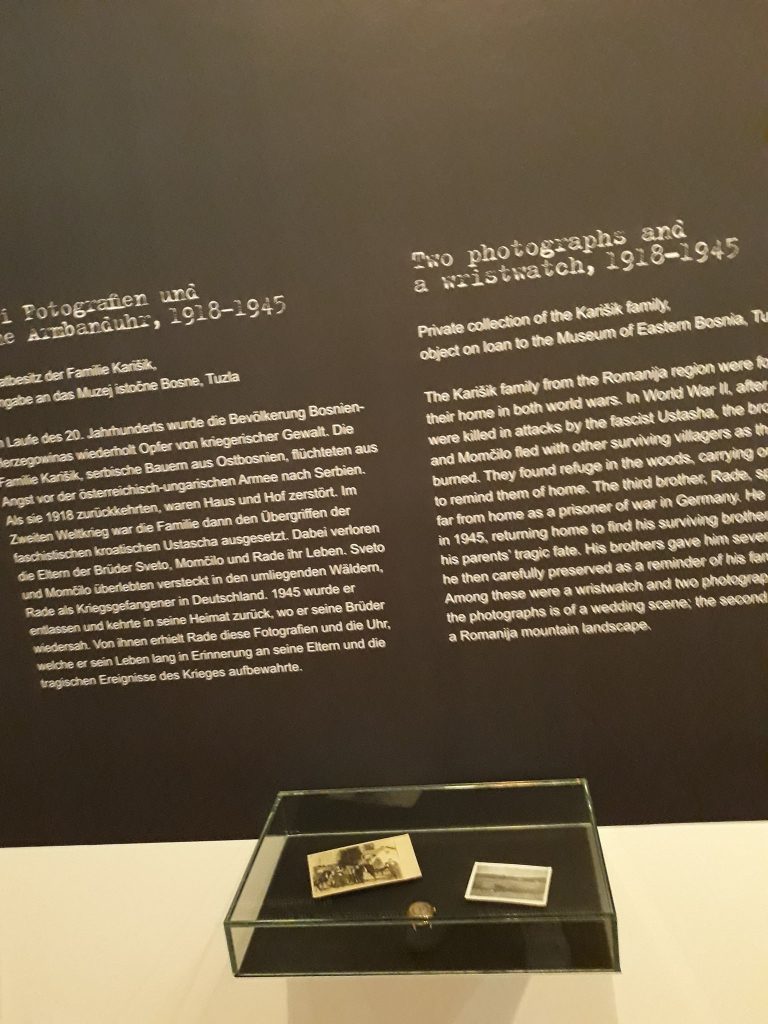 Fotografien und
Armbanduhr, 1918–1945
der Familie Karišik,
an das Muzej istočne Bosne, Tuzla
Laufe des 20. Jahrhunderts wurde die Bevölkerung Bosnien-
Herzegowinas wiederholt Opfer von kriegerischer Gewalt. Die
Familie Karišik, serbische Bauern aus Ostbosnien, flüchteten aus
Angst vor der österreichisch-ungarischen Armee nach Serbien.
Als sie 1918 zurückkehrten, waren Haus und Hof zerstört. Im
Zweiten Weltkrieg war die Familie dann den Übergriffen der
faschistischen kroatischen Ustascha ausgesetzt. Dabei verloren
die Eltern der Brüder Sveto, Momčilo und Rade ihr Leben. Sveto
und Momčilo überlebten versteckt in den umliegenden Wäldern,
Rade als Kriegsgefangener in Deutschland. 1945 wurde er
entlassen und kehrte in seine Heimat zurück, wo er seine Brüder
wiedersah. Von ihnen erhielt Rade diese Fotografien und die Uhr,
welche er sein Leben lang in Erinnerung an seine Eltern und die
tragischen Ereignisse des Krieges aufbewahrte.
Two photographs and
a wristwatch, 1918–1945
Private collection of the Karišik family,
object on loan to the Museum of Eastern Bosnia,
The Karišik family from the Romanija region were
their home in both world wars. In World War II, after
were killed in attacks by the fascist Ustasha, the
and Momčilo fled with other surviving villagers as
burned. They found refuge in the woods, carrying
to remind them of home. The third brother, Rade,
far from home as a prisoner of war in Germany. He
in 1945, returning home to find his surviving
his parents' tragic fate. His brothers gave him
he then carefully preserved as a reminder of his
Among these were a wristwatch and two
the photographs is of a wedding scene; the second
a Romanija mountain landscape.